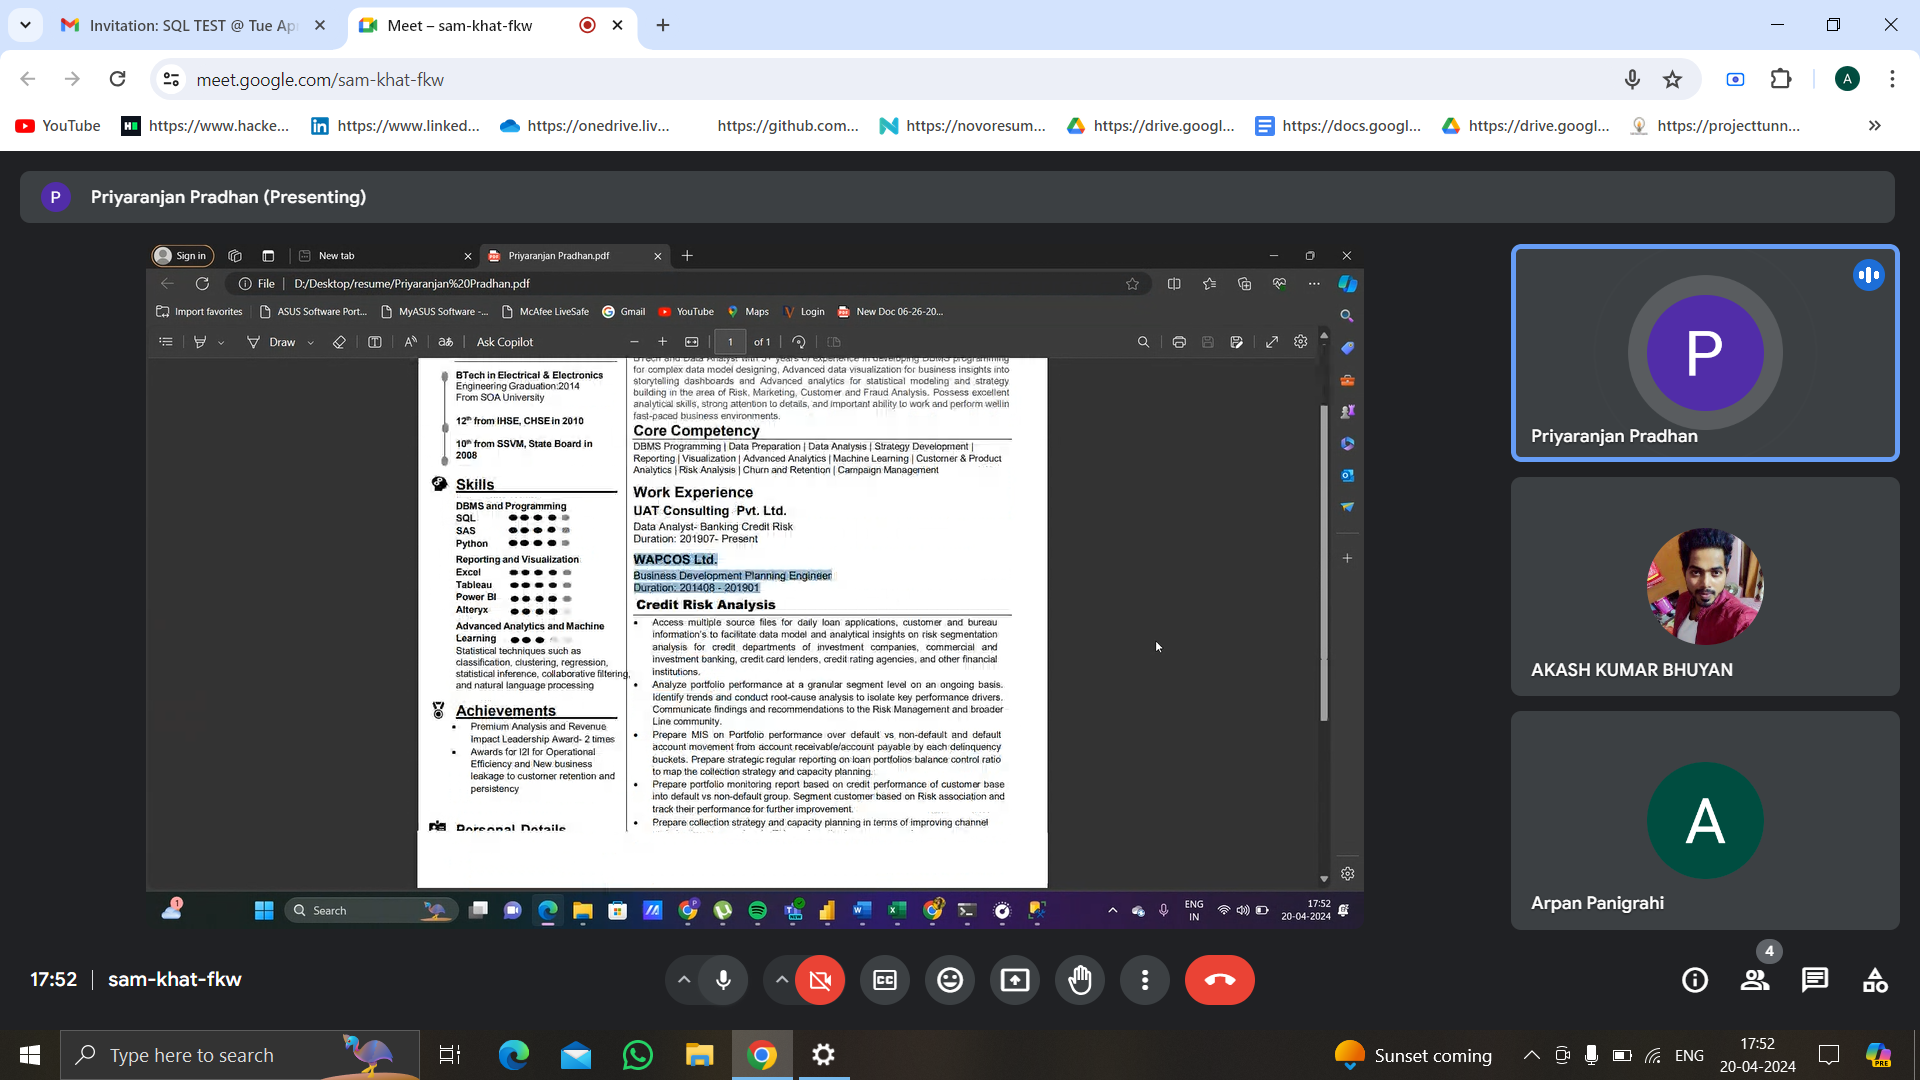 Invitation: SQL TEST @ Tue Ap
Meet – sam-khat-fkw
meet.google.com/sam-khat-fkw
A
YouTube
https://www.hacke...
https://www.linked...
https://onedrive.liv...
https://github.com...
https://novoresum...
https://drive.googl...
https://docs.googl...
https://drive.googl...
https://projecttunn...
P
Priyaranjan Pradhan (Presenting)
Sign in
New tab
Priyaranjan Pradhan.pdf
File
D:/Desktop/resume/Priyaranjan%20Pradhan.pdf
Import favorites
ASUS Software Port...
MyASUS Software -...
McAfee LiveSafe
Gmail
YouTube
Maps
Login
New Doc 06-26-20...
Draw
Ask Copilot
1
of 1
BTech in Electrical & Electronics
Engineering Graduation:2014
From SOA University
12th from IHSE, CHSE in 2010
10th from SSVM, State Board in
2008
Skills
DBMS and Programming
SQL
SAS
Python
Reporting and Visualization
Excel
Tableau
Power BI
Alteryx
Advanced Analytics and Machine
Learning
Statistical techniques such as
classification, clustering, regression,
statistical inference, collaborative filtering,
and natural language processing
Achievements
Premium Analysis and Revenue
Impact Leadership Award- 2 times
Awards for I2I for Operational
Efficiency and New business
leakage to customer retention and
persistency
Personal Details
BTech and Data Analyst with 5+ years of experience in developing DBMS programming
for complex data model designing, Advanced data visualization for business insights into
storytelling dashboards and Advanced analytics for statistical modeling and strategy
building in the area of Risk, Marketing, Customer and Fraud Analysis. Possess excellent
analytical skills, strong attention to details, and important ability to work and perform wellin
fast-paced business environments.
Core Competency
DBMS Programming | Data Preparation | Data Analysis | Strategy Development |
Reporting | Visualization | Advanced Analytics | Machine Learning | Customer & Product
Analytics | Risk Analysis | Churn and Retention | Campaign Management
Work Experience
UAT Consulting Pvt. Ltd.
Data Analyst- Banking Credit Risk
Duration: 201907- Present
WAPCOS Ltd.
Business Development Planning Engineer
Duration: 201408 - 201901
Credit Risk Analysis
Access multiple source files for daily loan applications, customer and bureau
information's to facilitate data model and analytical insights on risk segmentation
analysis for credit departments of investment companies, commercial and
investment banking, credit card lenders, credit rating agencies, and other financial
institutions.
Analyze portfolio performance at a granular segment level on an ongoing basis.
Identify trends and conduct root-cause analysis to isolate key performance drivers.
Communicate findings and recommendations to the Risk Management and broader
Line community.
Prepare MIS on Portfolio performance over default vs non-default and default
account movement from account receivable/account payable by each delinquency
buckets. Prepare strategic regular reporting on loan portfolios balance control ratio
to map the collection strategy and capacity planning.
Prepare portfolio monitoring report based on credit performance of customer base
into default vs non-default group. Segment customer based on Risk association and
track their performance for further improvement.
Prepare collection strategy and capacity planning in terms of improving channel
1
Search
ENG
IN
17:52
20-04-2024
P
Priyaranjan Pradhan
AKASH KUMAR BHUYAN
A
Arpan Panigrahi
17:52
sam-khat-fkw
4
Type here to search
Sunset coming
ENG
17:52
20-04-2024
PRE